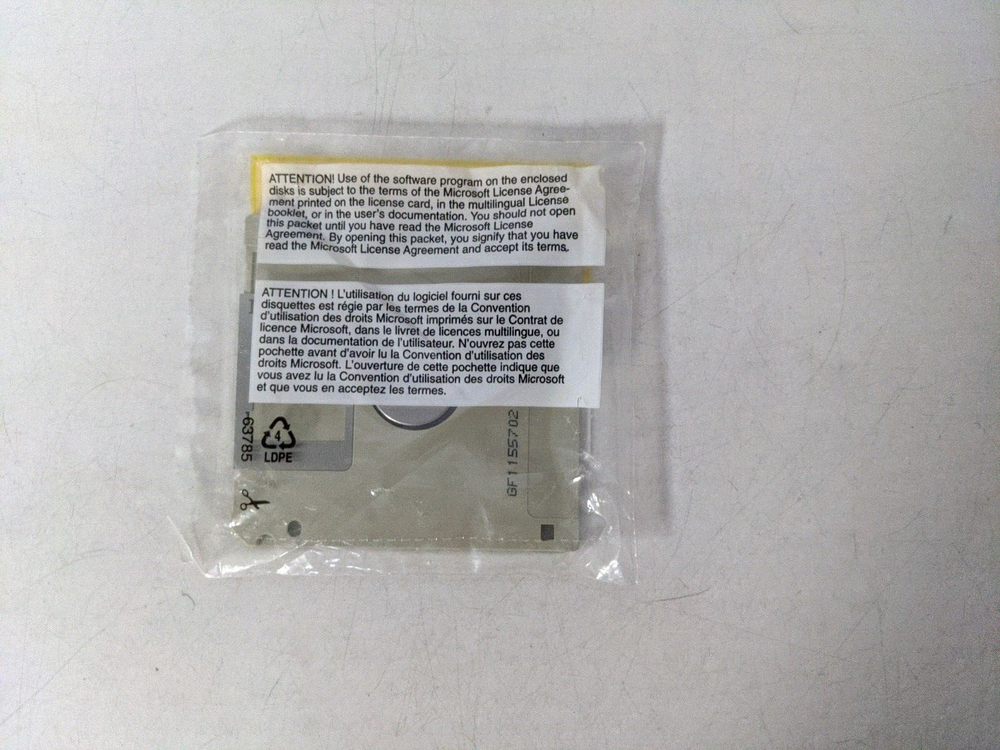 ATTENTION! Use of the software program on the enclosed
disks is subject to the terms of the Microsoft License Agree-
ment printed on the license card, in the multilingual License
booklet, or in the user's documentation. You should not open
this packet until you have read the Microsoft License
Agreement. By opening this packet, you signify that you have
read the Microsoft License Agreement and accept its terms.
ATTENTION ! L'utilisation du logiciel fourni sur ces
disquettes est régie par les termes de la Convention
d'utilisation des droits Microsoft imprimés sur le Contrat de
licence Microsoft, dans le livret de licences multilingue, ou
dans la documentation de l'utilisateur. N'ouvrez pas cette
pochette avant d'avoir lu la Convention d'utilisation des
droits Microsoft. L'ouverture de cette pochette indique que
vous avez lu la Convention d'utilisation des droits Microsoft
et que vous en acceptez les termes.
-63785
4
LDPE
GF1155702